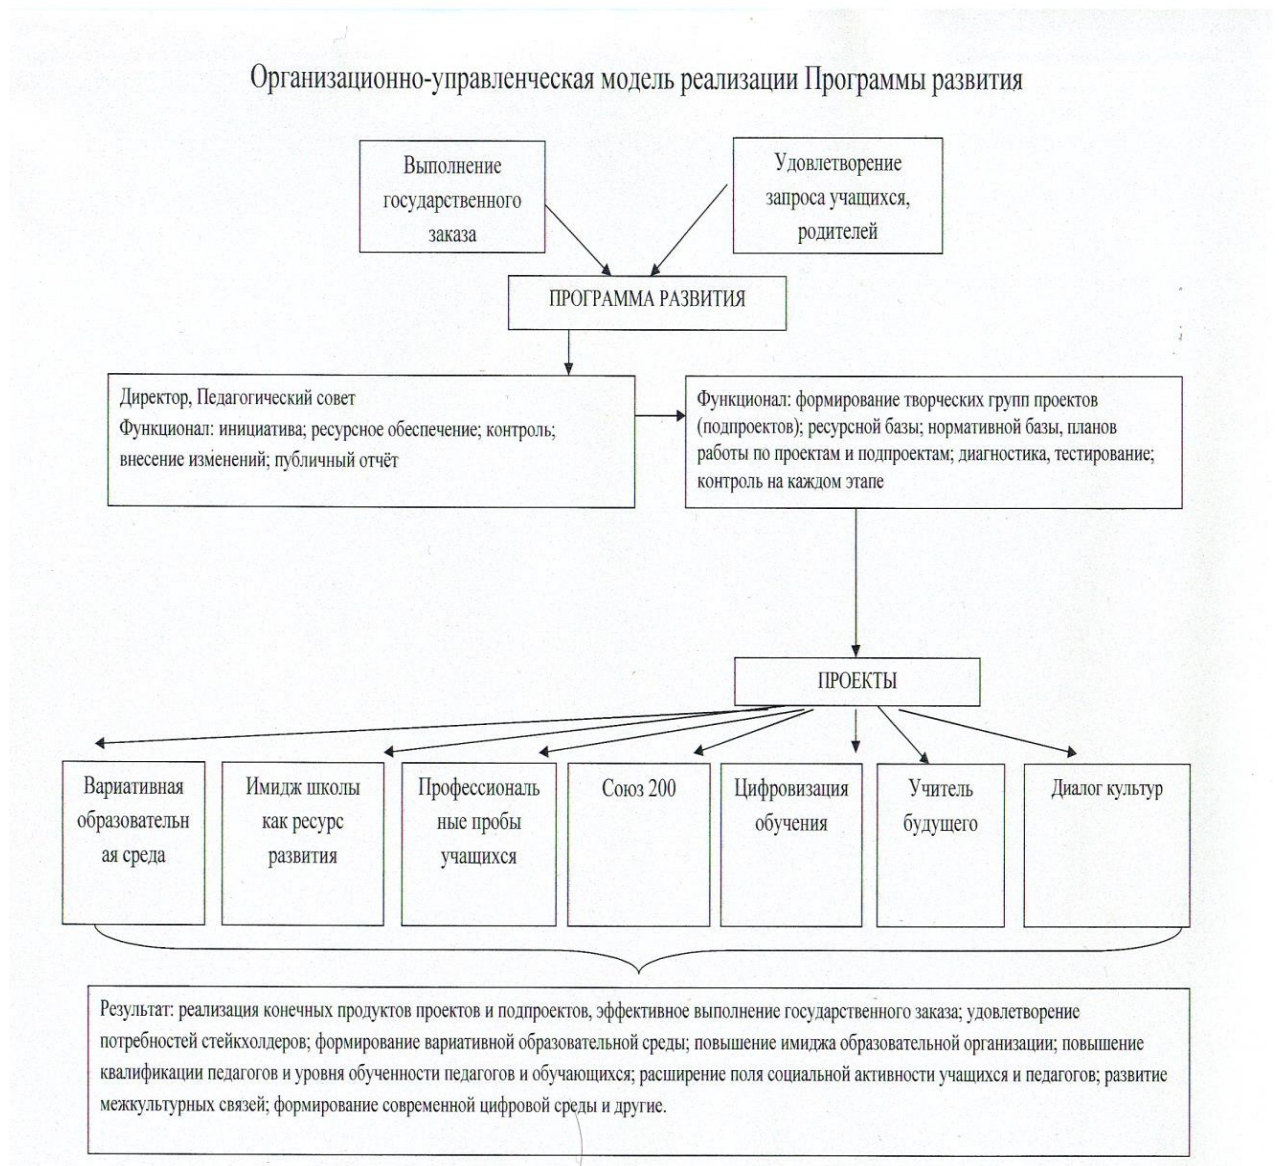 Организационно-управленческая модель реализации Программы развития
Выполнение
государственного
заказа
Удовлетворение
запроса учащихся,
родителей
ПРОГРАММА РАЗВИТИЯ
Директор, Педагогический совет
Функционал: инициатива; ресурсное обеспечение; контроль;
внесение изменений; публичный отчёт
Функционал: формирование творческих групп проектов
(подпроектов); ресурсной базы; нормативной базы, планов
работы по проектам и подпроектам; диагностика, тестирование;
контроль на каждом этапе
ПРОЕКТЫ
Вариативная
образовательн
ая среда
Имидж школы
как ресурс
развития
Профессиональ
ные пробы
учащихся
Союз 200
Цифровизация
обучения
Учитель
будущего
Диалог культур
Результат: реализация конечных продуктов проектов и подпроектов, эффективное выполнение государственного заказа; удовлетворение
потребностей стейкхолдеров; формирование вариативной образовательной среды; повышение имиджа образовательной организации; повышение
квалификации педагогов и уровня обученности педагогов и обучающихся; расширение поля социальной активности учащихся и педагогов; развитие
межкультурных связей; формирование современной цифровой среды и другие.